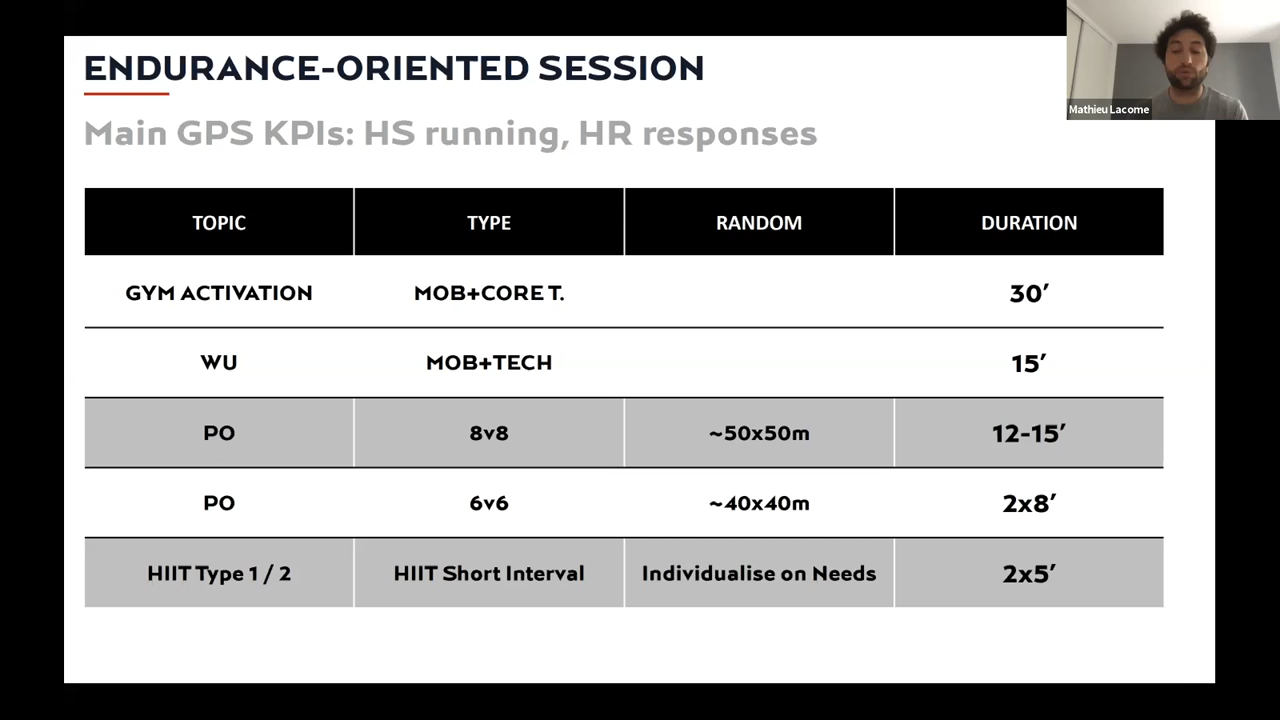 ENDURANCE-ORIENTED SESSION
Mathieu Lacome
Main GPS KPIs: HS running, HR responses
TOPIC TYPE RANDOM DURATION
GYM ACTIVATION MOB+CORE T. 30′
WU MOB+TECH 15′
PO 8v8 ~50x50m 12-15′
PO 6v6 ~40x40m 2x8′
HIIT Type 1 / 2 HIIT Short Interval Individualise on Needs 2x5′